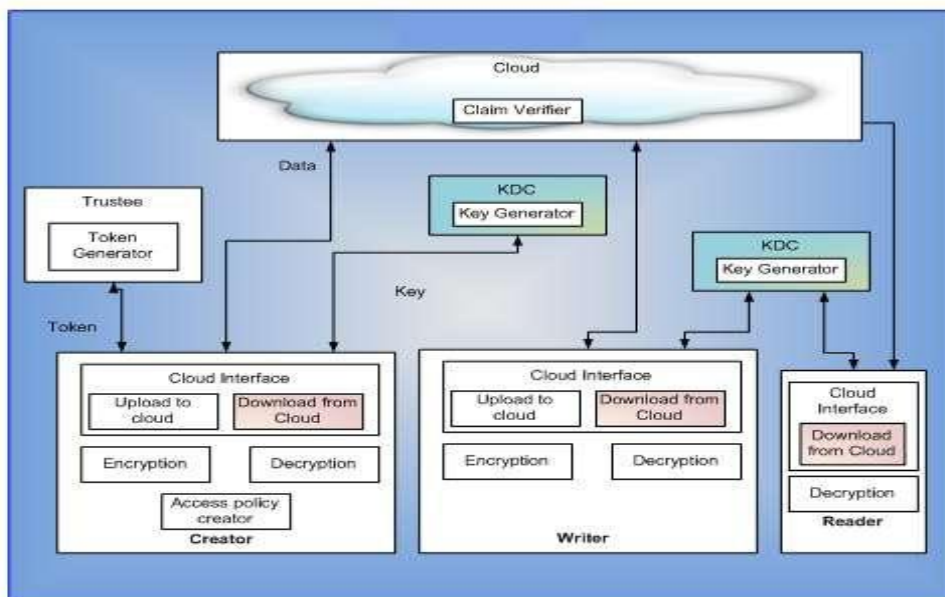 Cloud
Claim Verifier
Data
Trustee
Token
Generator
Token
KDC
Key Generator
Key
KDC
Key Generator
Cloud Interface
Upload to
cloud
Download from
Cloud
Encryption
Decryption
Access policy
creator
Creator
Cloud Interface
Upload to
cloud
Download from
Cloud
Encryption
Decryption
Writer
Cloud
Interface
Download
from Cloud
Decryption
Reader